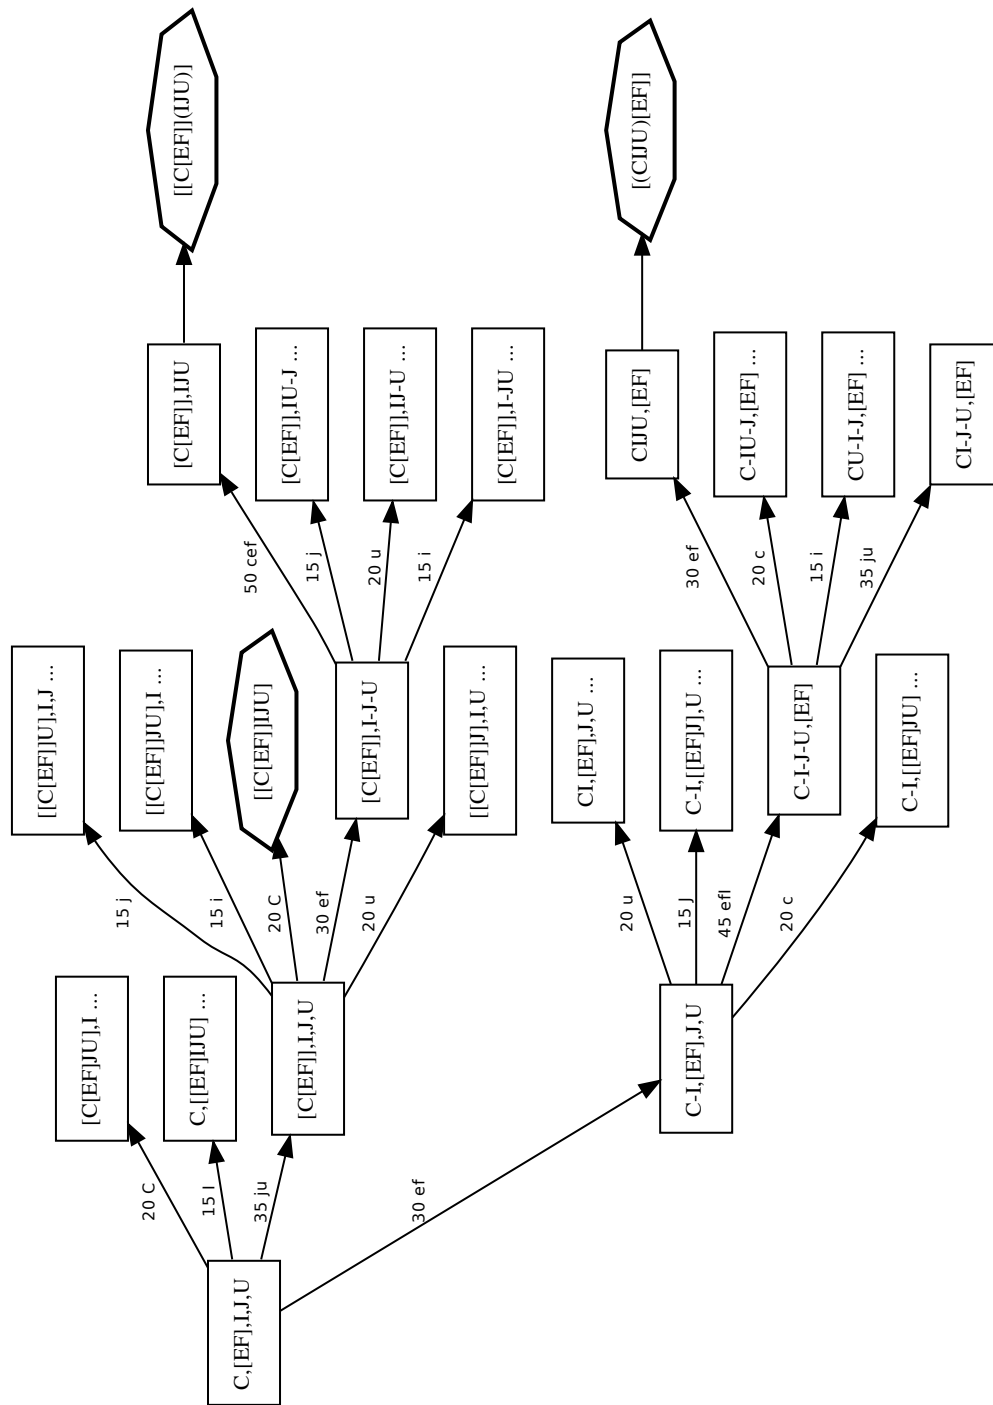 C,[EF],I,J,U
20 C
15 I
35 ju
30 ef
[C[EF]JU],I ...
C,[[EF]IJU] ...
[C[EF]],I,J,U
C-I,[EF],J,U
15 j
15 i
20 C
30 ef
20 u
20 u
15 J
45 efI
20 c
[[C[EF]]U],I,J ...
[[C[EF]]JU],I ...
[[C[EF]]IJU]
[C[EF]],I-J-U
[[C[EF]]J],I,U ...
CI,[EF],J,U ...
C-I,[[EF]J],U ...
C-I-J-U,[EF]
C-I,[[EF]JU] ...
50 cef
15 j
20 u
15 i
30 ef
20 c
15 i
35 ju
[C[EF]],IJU
[C[EF]],IU-J ...
[C[EF]],IJ-U ...
[C[EF]],I-JU ...
CIJU,[EF]
C-IU-J,[EF] ...
CU-I-J,[EF] ...
CI-J-U,[EF]
[[C[EF]](IJU)]
[(CIJU)[EF]]